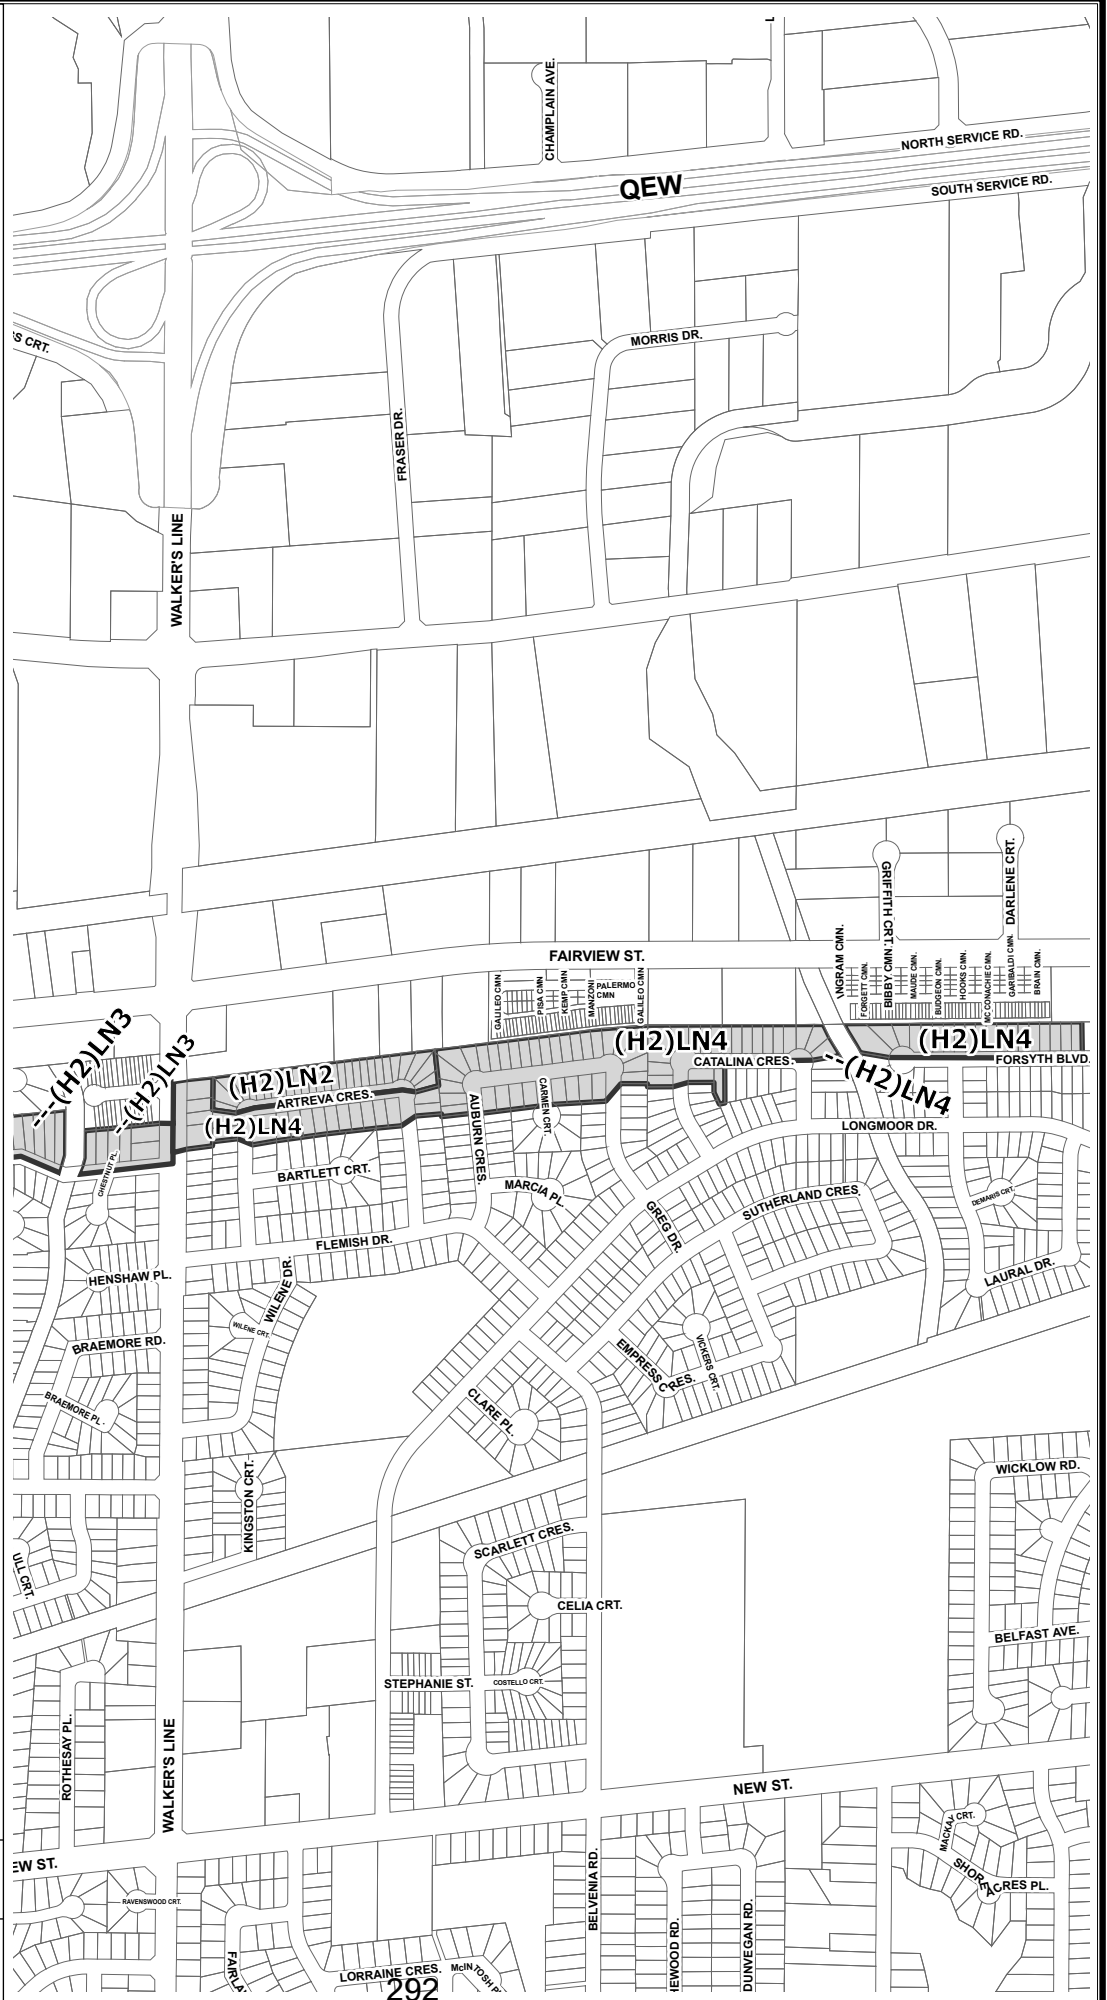 CHAMPLAIN AVE.
NORTH SERVICE RD.
QEW
SOUTH SERVICE RD.
S CRT.
MORRIS DR.
FRASER DR.
WALKER'S LINE
GRIFFITH CRT.
DARLENE CRT.
FAIRVIEW ST.
INGRAM CMN.
FORGETT CMN.
BIBBY CMN.
MAUDE CMN.
BUDGEON CMN.
HOOKS CMN.
MC CONACHIE CMN.
GARIBALDI CMN.
BRAIN CMN.
GALILEO CMN
PISA CMN
KEMP CMN
MANZONI
PALERMO
CMN
GALILEO CMN
---(H2)LN3
--(H2)LN3
(H2)LN4
(H2)LN4
CATALINA CRES.
--(H2)LN4
FORSYTH BLVD.
(H2)LN2
ARTREVA CRES.
(H2)LN4
AUBURN CRES.
CARMEN CRT.
LONGMOOR DR.
CHESTNUT PL.
BARTLETT CRT.
MARCIA PL.
GREG DR.
SUTHERLAND CRES.
DEMARIS CRT.
FLEMISH DR.
HENSHAW PL.
WILENE DR.
LAURAL DR.
WILENE CRT.
BRAEMORE RD.
EMPRESS CRES.
VICKERS CRT.
BRAEMORE PL.
CLARE PL.
KINGSTON CRT.
WICKLOW RD.
SCARLETT CRES.
ULL CRT.
CELIA CRT.
BELFAST AVE.
STEPHANIE ST.
COSTELLO CRT.
ROTHESAY PL.
WALKER'S LINE
NEW ST.
MACKAY CRT.
EW ST.
SHORE ACRES PL.
RAVENSWOOD CRT.
BELVENIA RD.
HEWOOD RD.
DUNVEGAN RD.
FAIRLA
LORRAINE CRES.
McINTOSH P
292